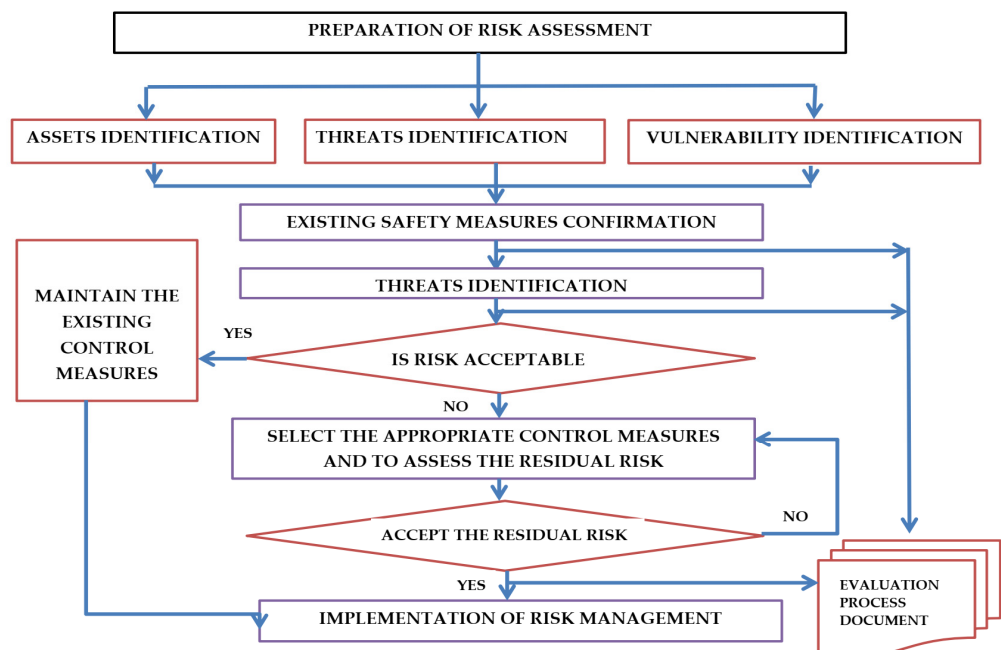 PREPARATION OF RISK ASSESSMENT
ASSETS IDENTIFICATION
THREATS IDENTIFICATION
VULNERABILITY IDENTIFICATION
EXISTING SAFETY MEASURES CONFIRMATION
THREATS IDENTIFICATION
MAINTAIN THE
EXISTING
CONTROL
MEASURES
YES
IS RISK ACCEPTABLE
NO
SELECT THE APPROPRIATE CONTROL MEASURES
AND TO ASSESS THE RESIDUAL RISK
ACCEPT THE RESIDUAL RISK
NO
YES
EVALUATION
PROCESS
DOCUMENT
IMPLEMENTATION OF RISK MANAGEMENT